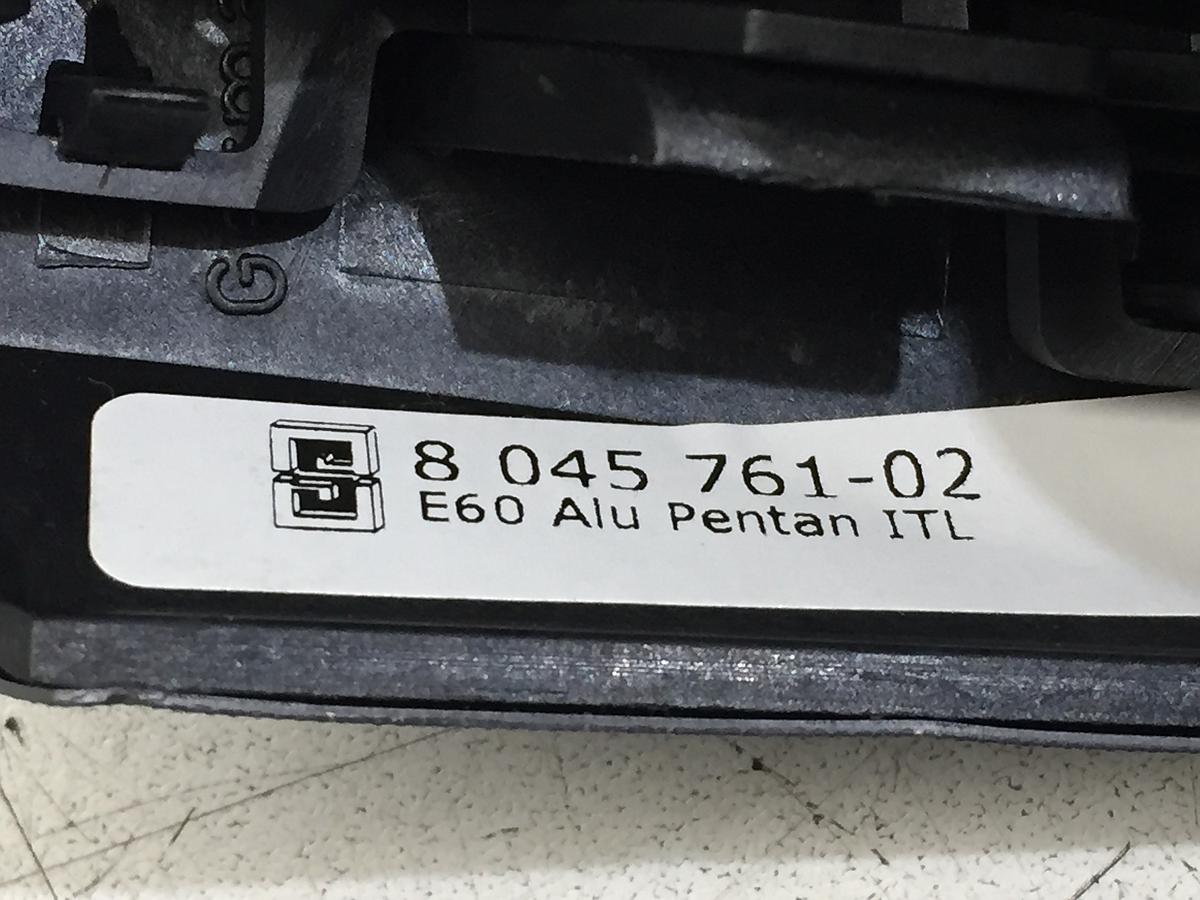 G
8 045 761-02
E60 Alu Pentan ITL